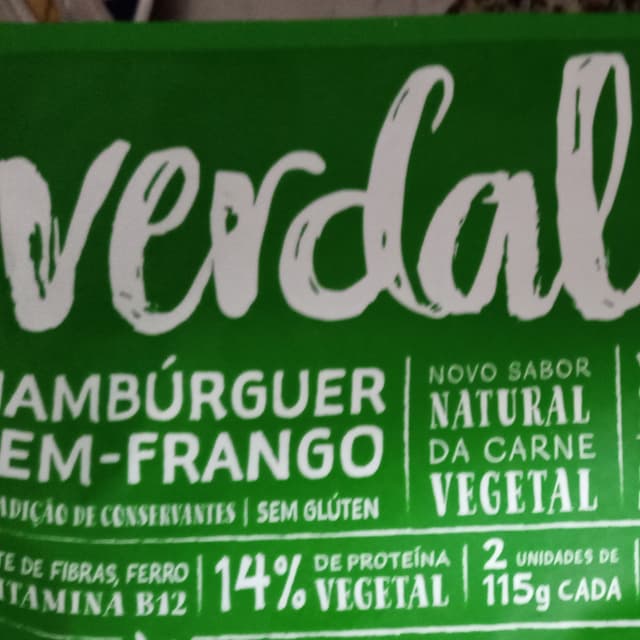 verdal
HAMBÚRGUER
NOVO SABOR
NATURAL
DA CARNE
VEGETAL
EM-FRANGO
ADIÇÃO DE CONSERVANTES | SEM GLÚTEN
TE DE FIBRAS, FERRO
VITAMINA B12
14% DE PROTEÍNA
VEGETAL
2 UNIDADES DE
115g CADA